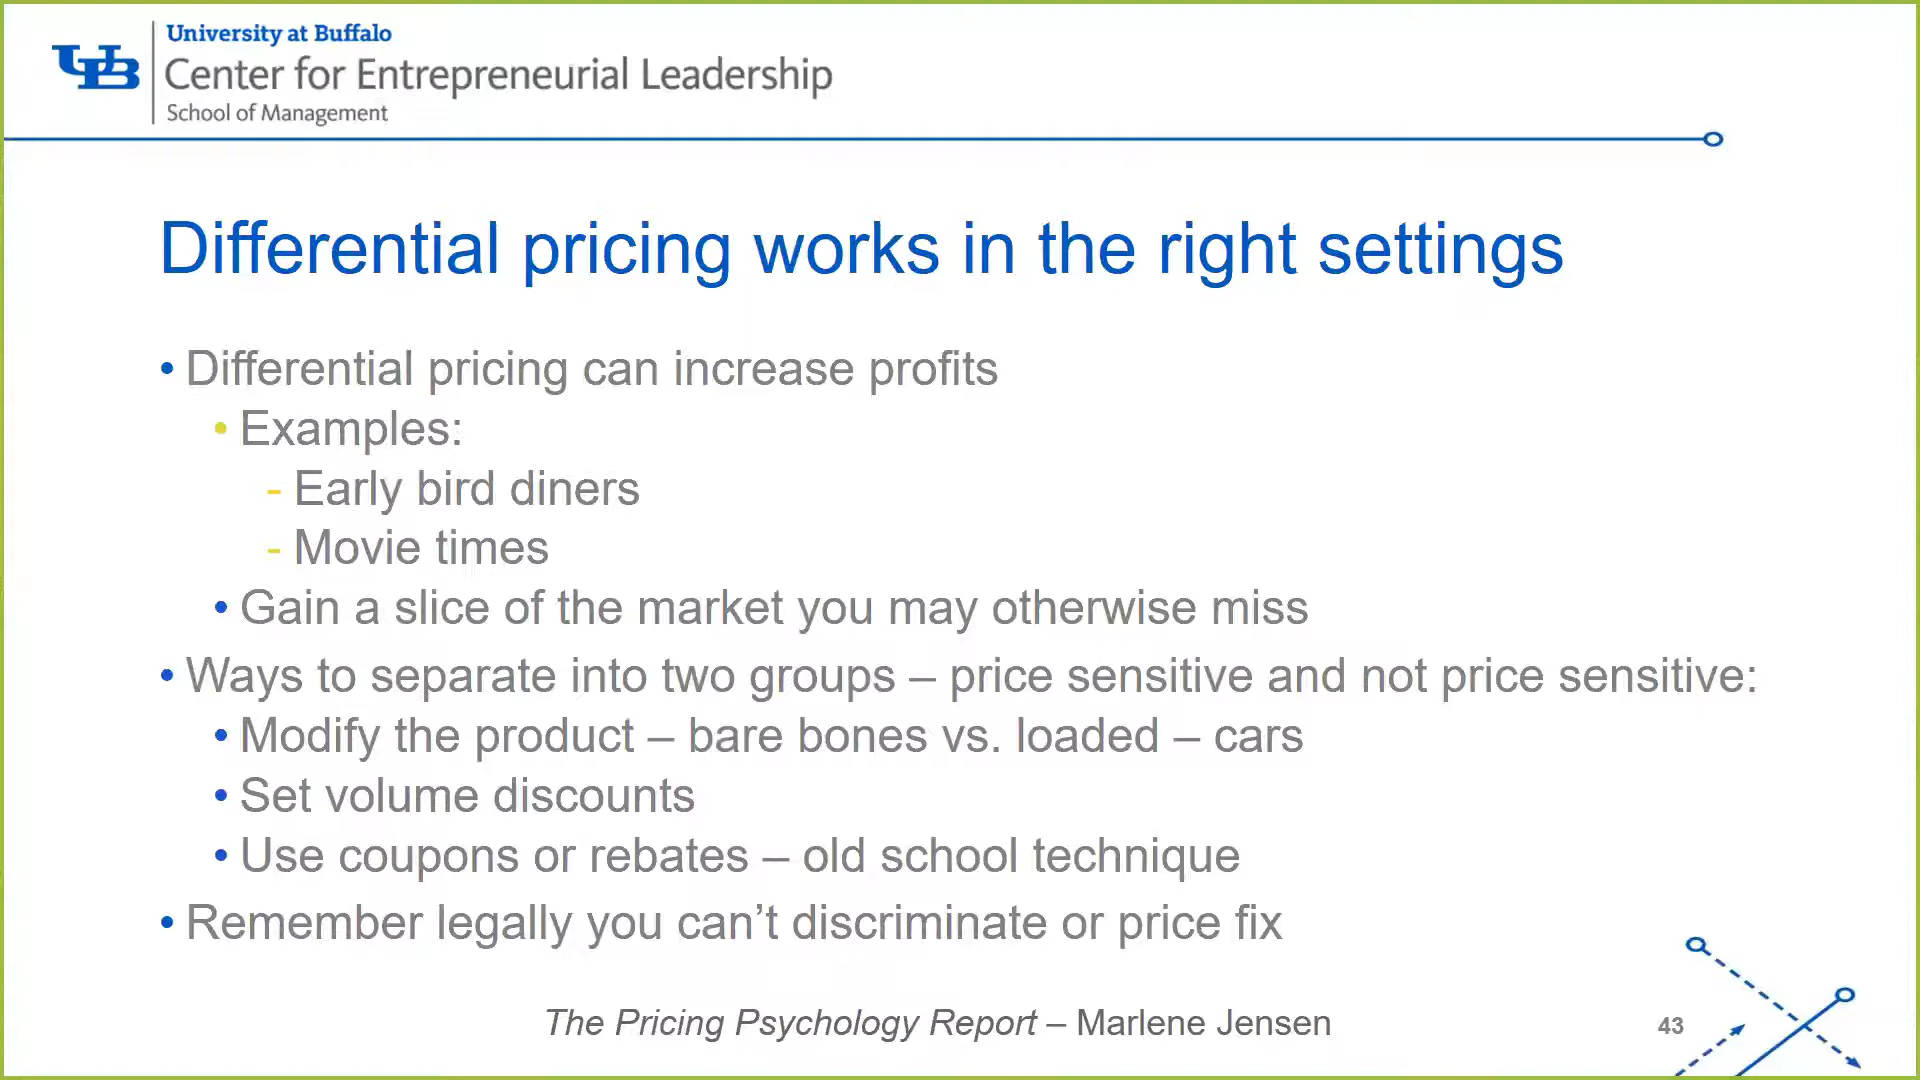 University at Buffalo
UB
Center for Entrepreneurial Leadership
School of Management
Differential pricing works in the right settings
• Differential pricing can increase profits
• Examples:
- Early bird diners
- Movie times
• Gain a slice of the market you may otherwise miss
• Ways to separate into two groups – price sensitive and not price sensitive:
• Modify the product – bare bones vs. loaded – cars
• Set volume discounts
• Use coupons or rebates – old school technique
• Remember legally you can’t discriminate or price fix
The Pricing Psychology Report – Marlene Jensen
43